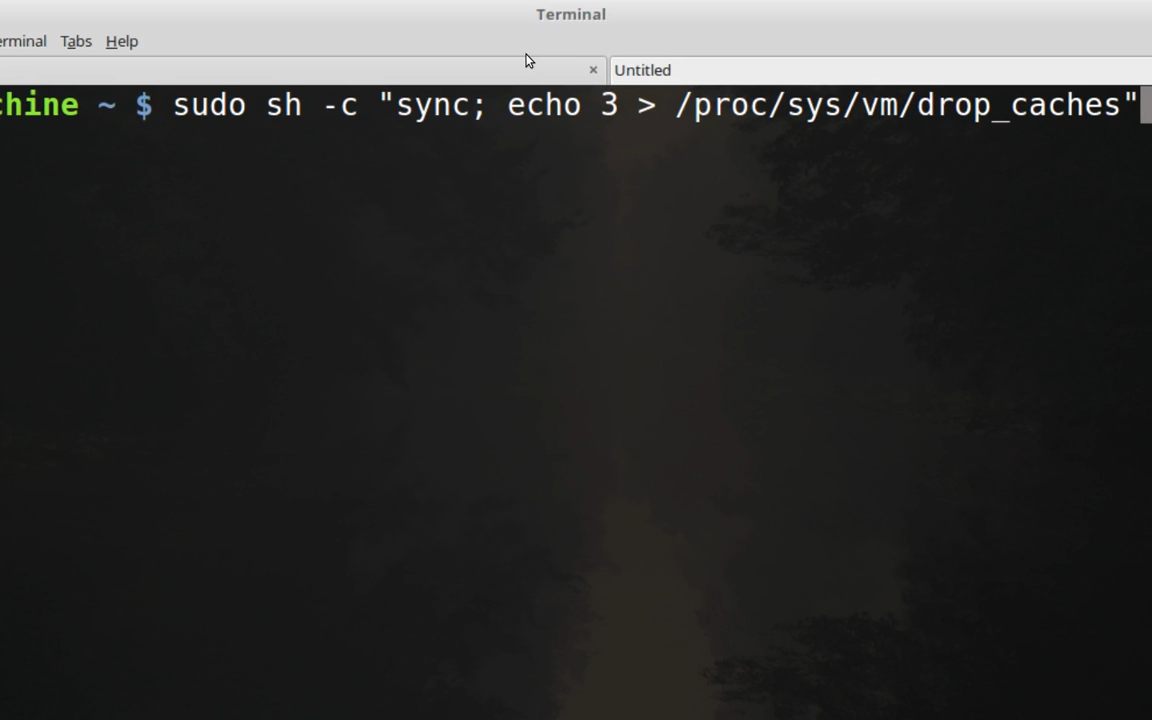 Terminal
erminal Tabs Help
× Untitled
chine ~ $ sudo sh -c "sync; echo 3 > /proc/sys/vm/drop_caches"